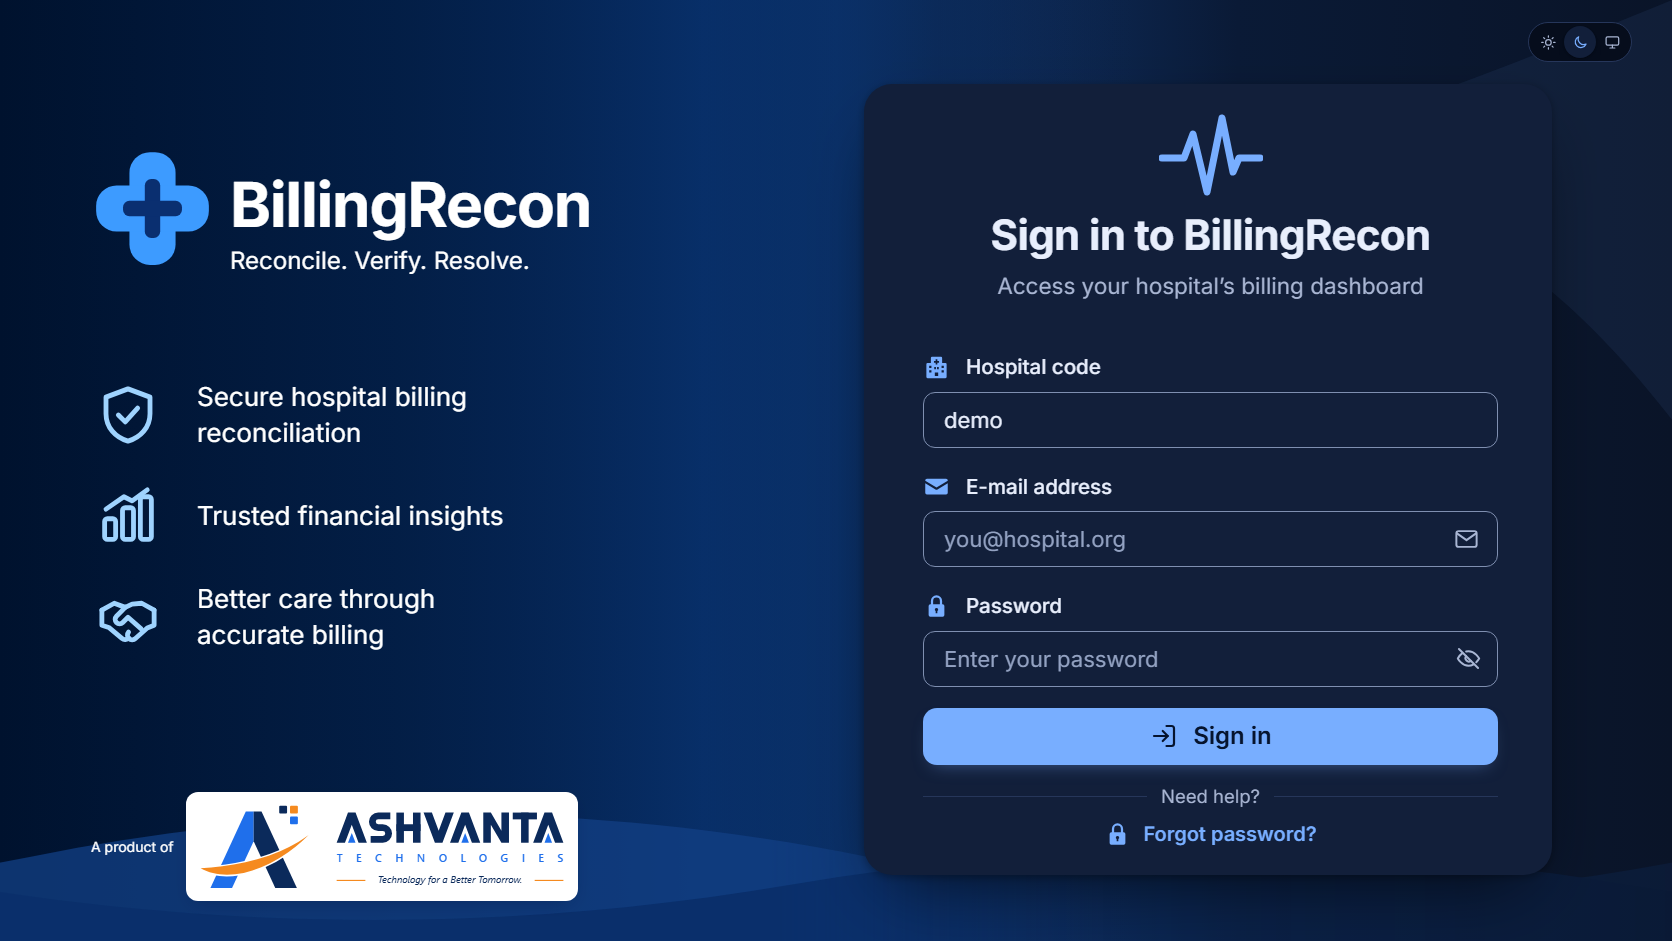 BillingRecon
Reconcile. Verify. Resolve.
Secure hospital billing
reconciliation
Trusted financial insights
Better care through
accurate billing
A product of
ASHVANTA
TECHNOLOGIES
Technology for a Better Tomorrow.
Sign in to BillingRecon
Access your hospital’s billing dashboard
Hospital code
demo
E-mail address
you@hospital.org
Password
Enter your password
Sign in
Need help?
Forgot password?